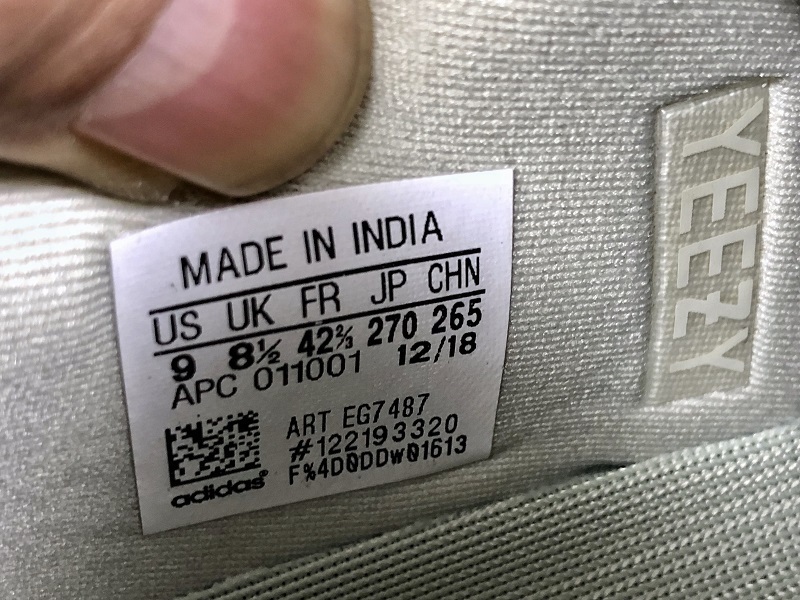 MADE IN INDIA
US UK FR JP CHN
9 8½ 42⅔ 270 265
APC 011001 12/18
ART EG7487
#122193320
F%4D0DDW01613
adidas®
YEEZY